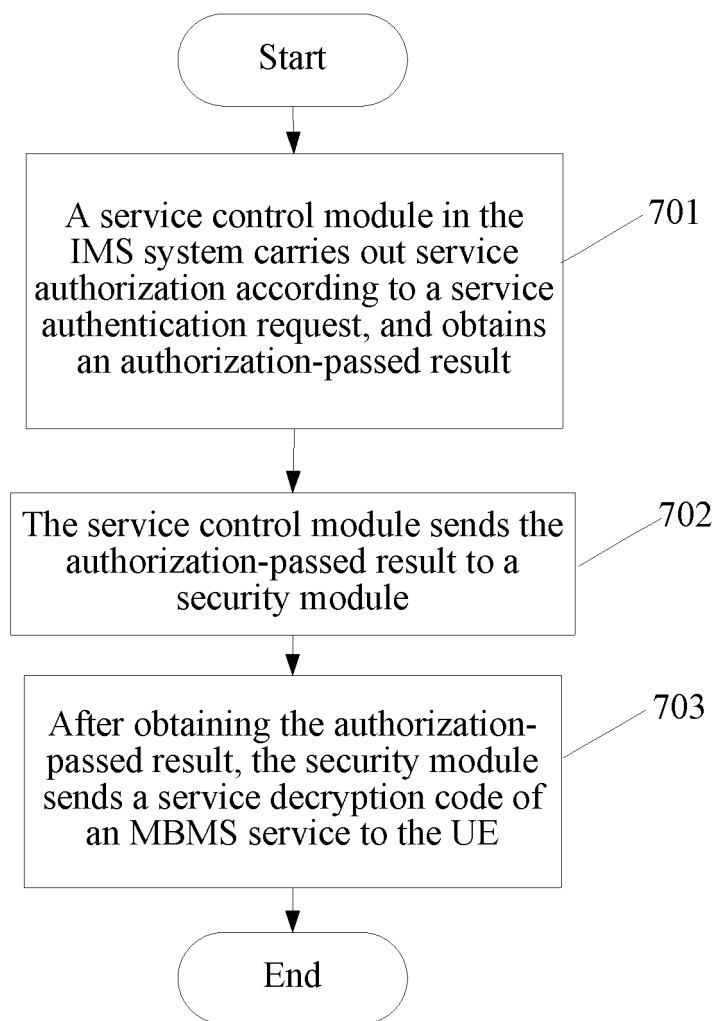 Start
A service control module in the
IMS system carries out service
authorization according to a service
authentication request, and obtains
an authorization-passed result
701
The service control module sends the
authorization-passed result to a
security module
702
After obtaining the authorization-
passed result, the security module
sends a service decryption code of
an MBMS service to the UE
703
End